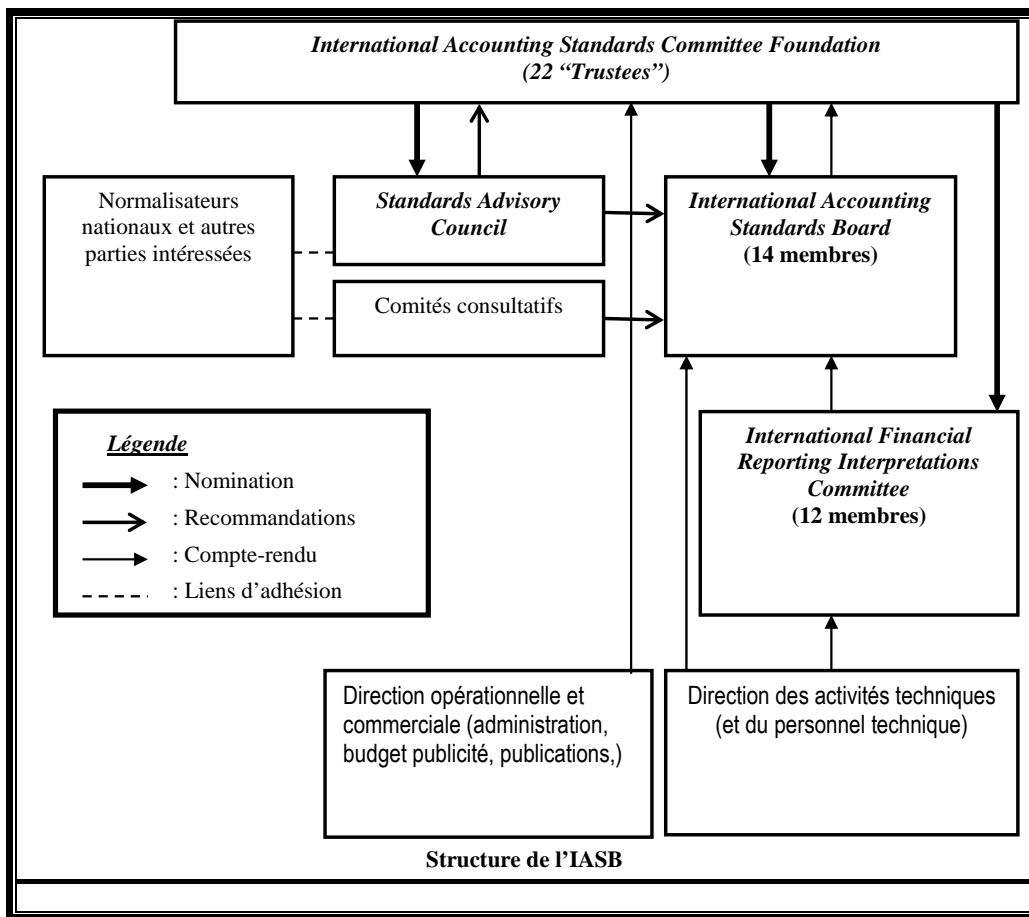 International Accounting Standards Committee Foundation
(22 “Trustees”)
Normalisateurs
nationaux et autres
parties intéressées
Standards Advisory
Council
International Accounting
Standards Board
(14 membres)
Comités consultatifs
Légende
: Nomination
: Recommandations
: Compte-rendu
: Liens d’adhésion
International Financial
Reporting Interpretations
Committee
(12 membres)
Direction opérationnelle et
commerciale (administration,
budget publicité, publications,)
Direction des activités techniques
(et du personnel technique)
Structure de l’IASB